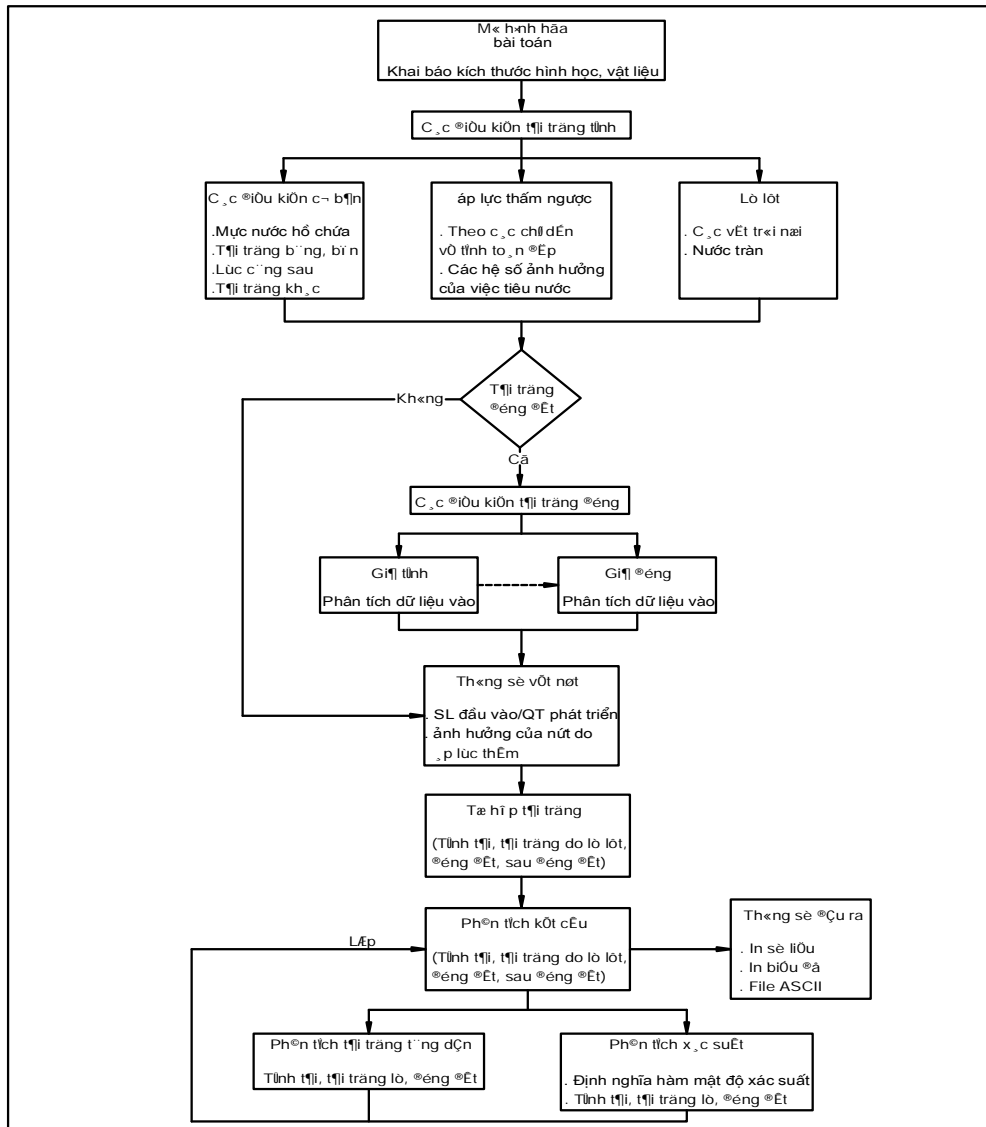 M« h×nh hãa
bài toán
Khai báo kích thước hình học, vật liệu
C¸c ®iÒu kiÖn t¶i träng tÜnh
C¸c ®iÒu kiÖn c¬ b¶n
.Mực nước hồ chứa
.T¶i träng b¨ng, bïn
.Lùc c¨ng sau
.T¶i träng kh¸c
áp lực thấm ngược
. Theo c¸c chØ dÉn
vÒ tÝnh to¸n ®Ëp
. Các hệ số ảnh hưởng
của việc tiêu nước
Lò lôt
. C¸c vËt tr«i næi
. Nước tràn
T¶i träng
®éng ®Êt
Kh«ng
Cã
C¸c ®iÒu kiÖn t¶i träng ®éng
Gi¶ tÜnh
Phân tích dữ liệu vào
Gi¶ ®éng
Phân tích dữ liệu vào
Th«ng sè vÕt nøt
. SL đầu vào/QT phát triển
. ảnh hưởng của nứt do
¸p lùc thÊm
Tæ hîp t¶i träng
(TÜnh t¶i, t¶i träng do lò lôt,
®éng ®Êt, sau ®éng ®Êt)
Ph©n tÝch kÕt cÊu
(TÜnh t¶i, t¶i träng do lò lôt,
®éng ®Êt, sau ®éng ®Êt)
LÆp
Th«ng sè ®Çu ra
. In sè liÖu
. In biÓu ®å
. File ASCII
Ph©n tÝch t¶i träng t¨ng dÇn
TÜnh t¶i, t¶i träng lò, ®éng ®Êt
Ph©n tÝch x¸c suÊt
. Định nghĩa hàm mật độ xác suất
. TÜnh t¶i, t¶i träng lò, ®éng ®Êt